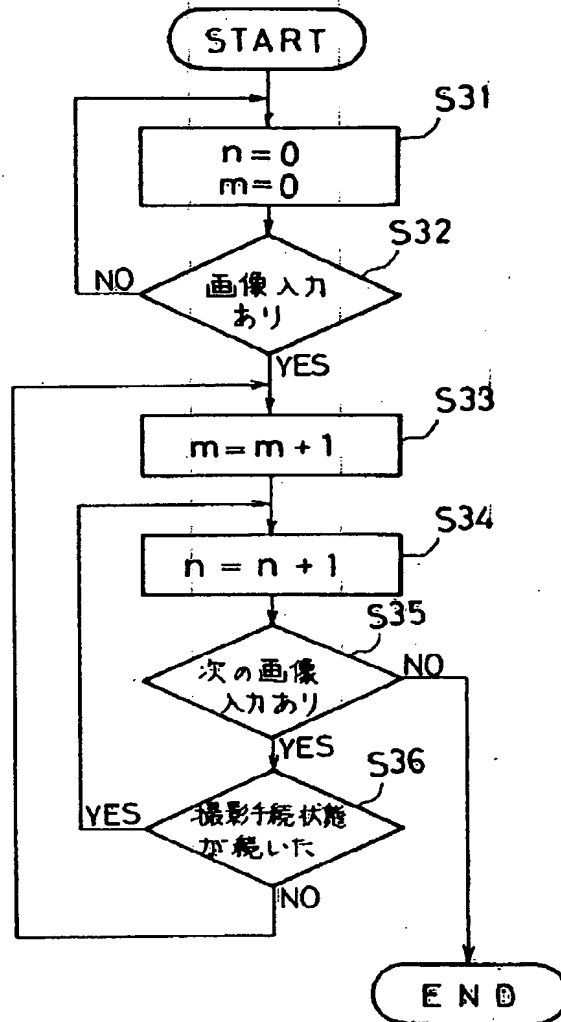 START
S31
n=0
m=0
S32
画像入力
あり
NO
YES
S33
m=m+1
S34
n=n+1
S35
次の画像
入力あり
NO
YES
S36
撮影手続状態
が続いた
YES
NO
END